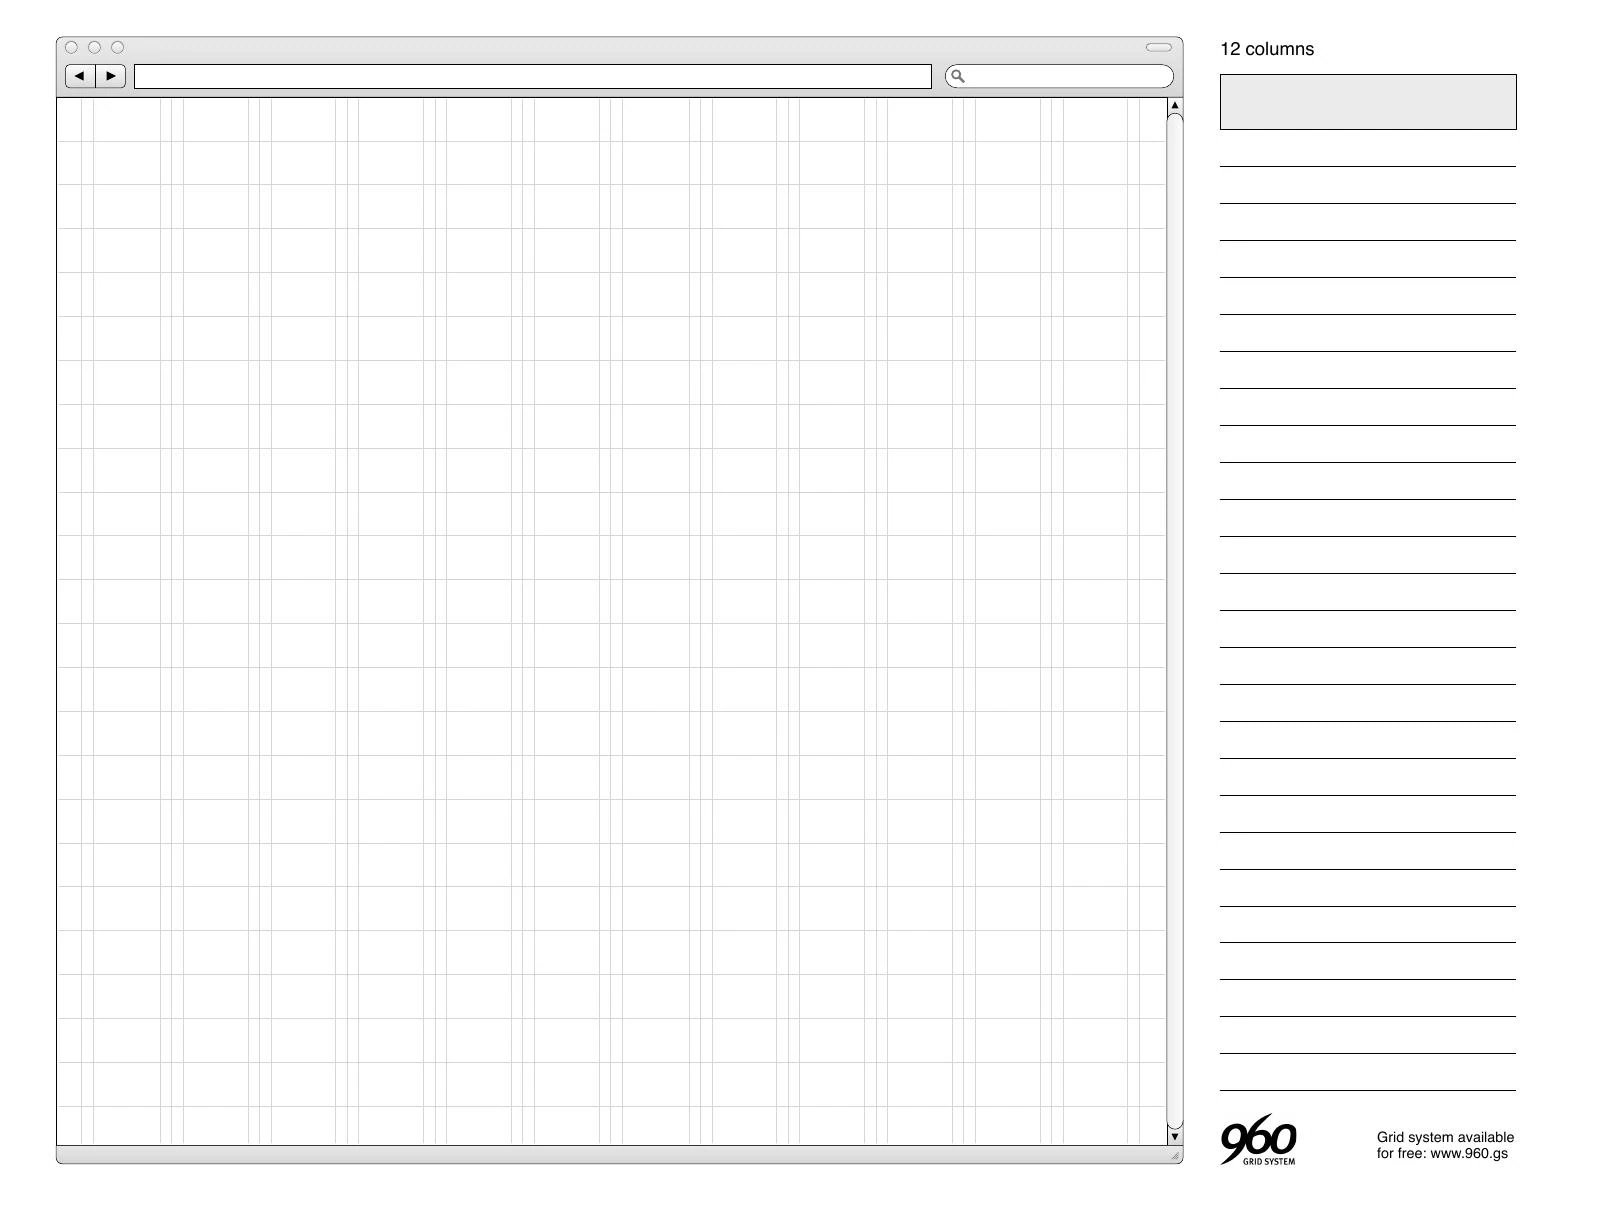 12 columns
960
GRID SYSTEM
Grid system available
for free: www.960.gs